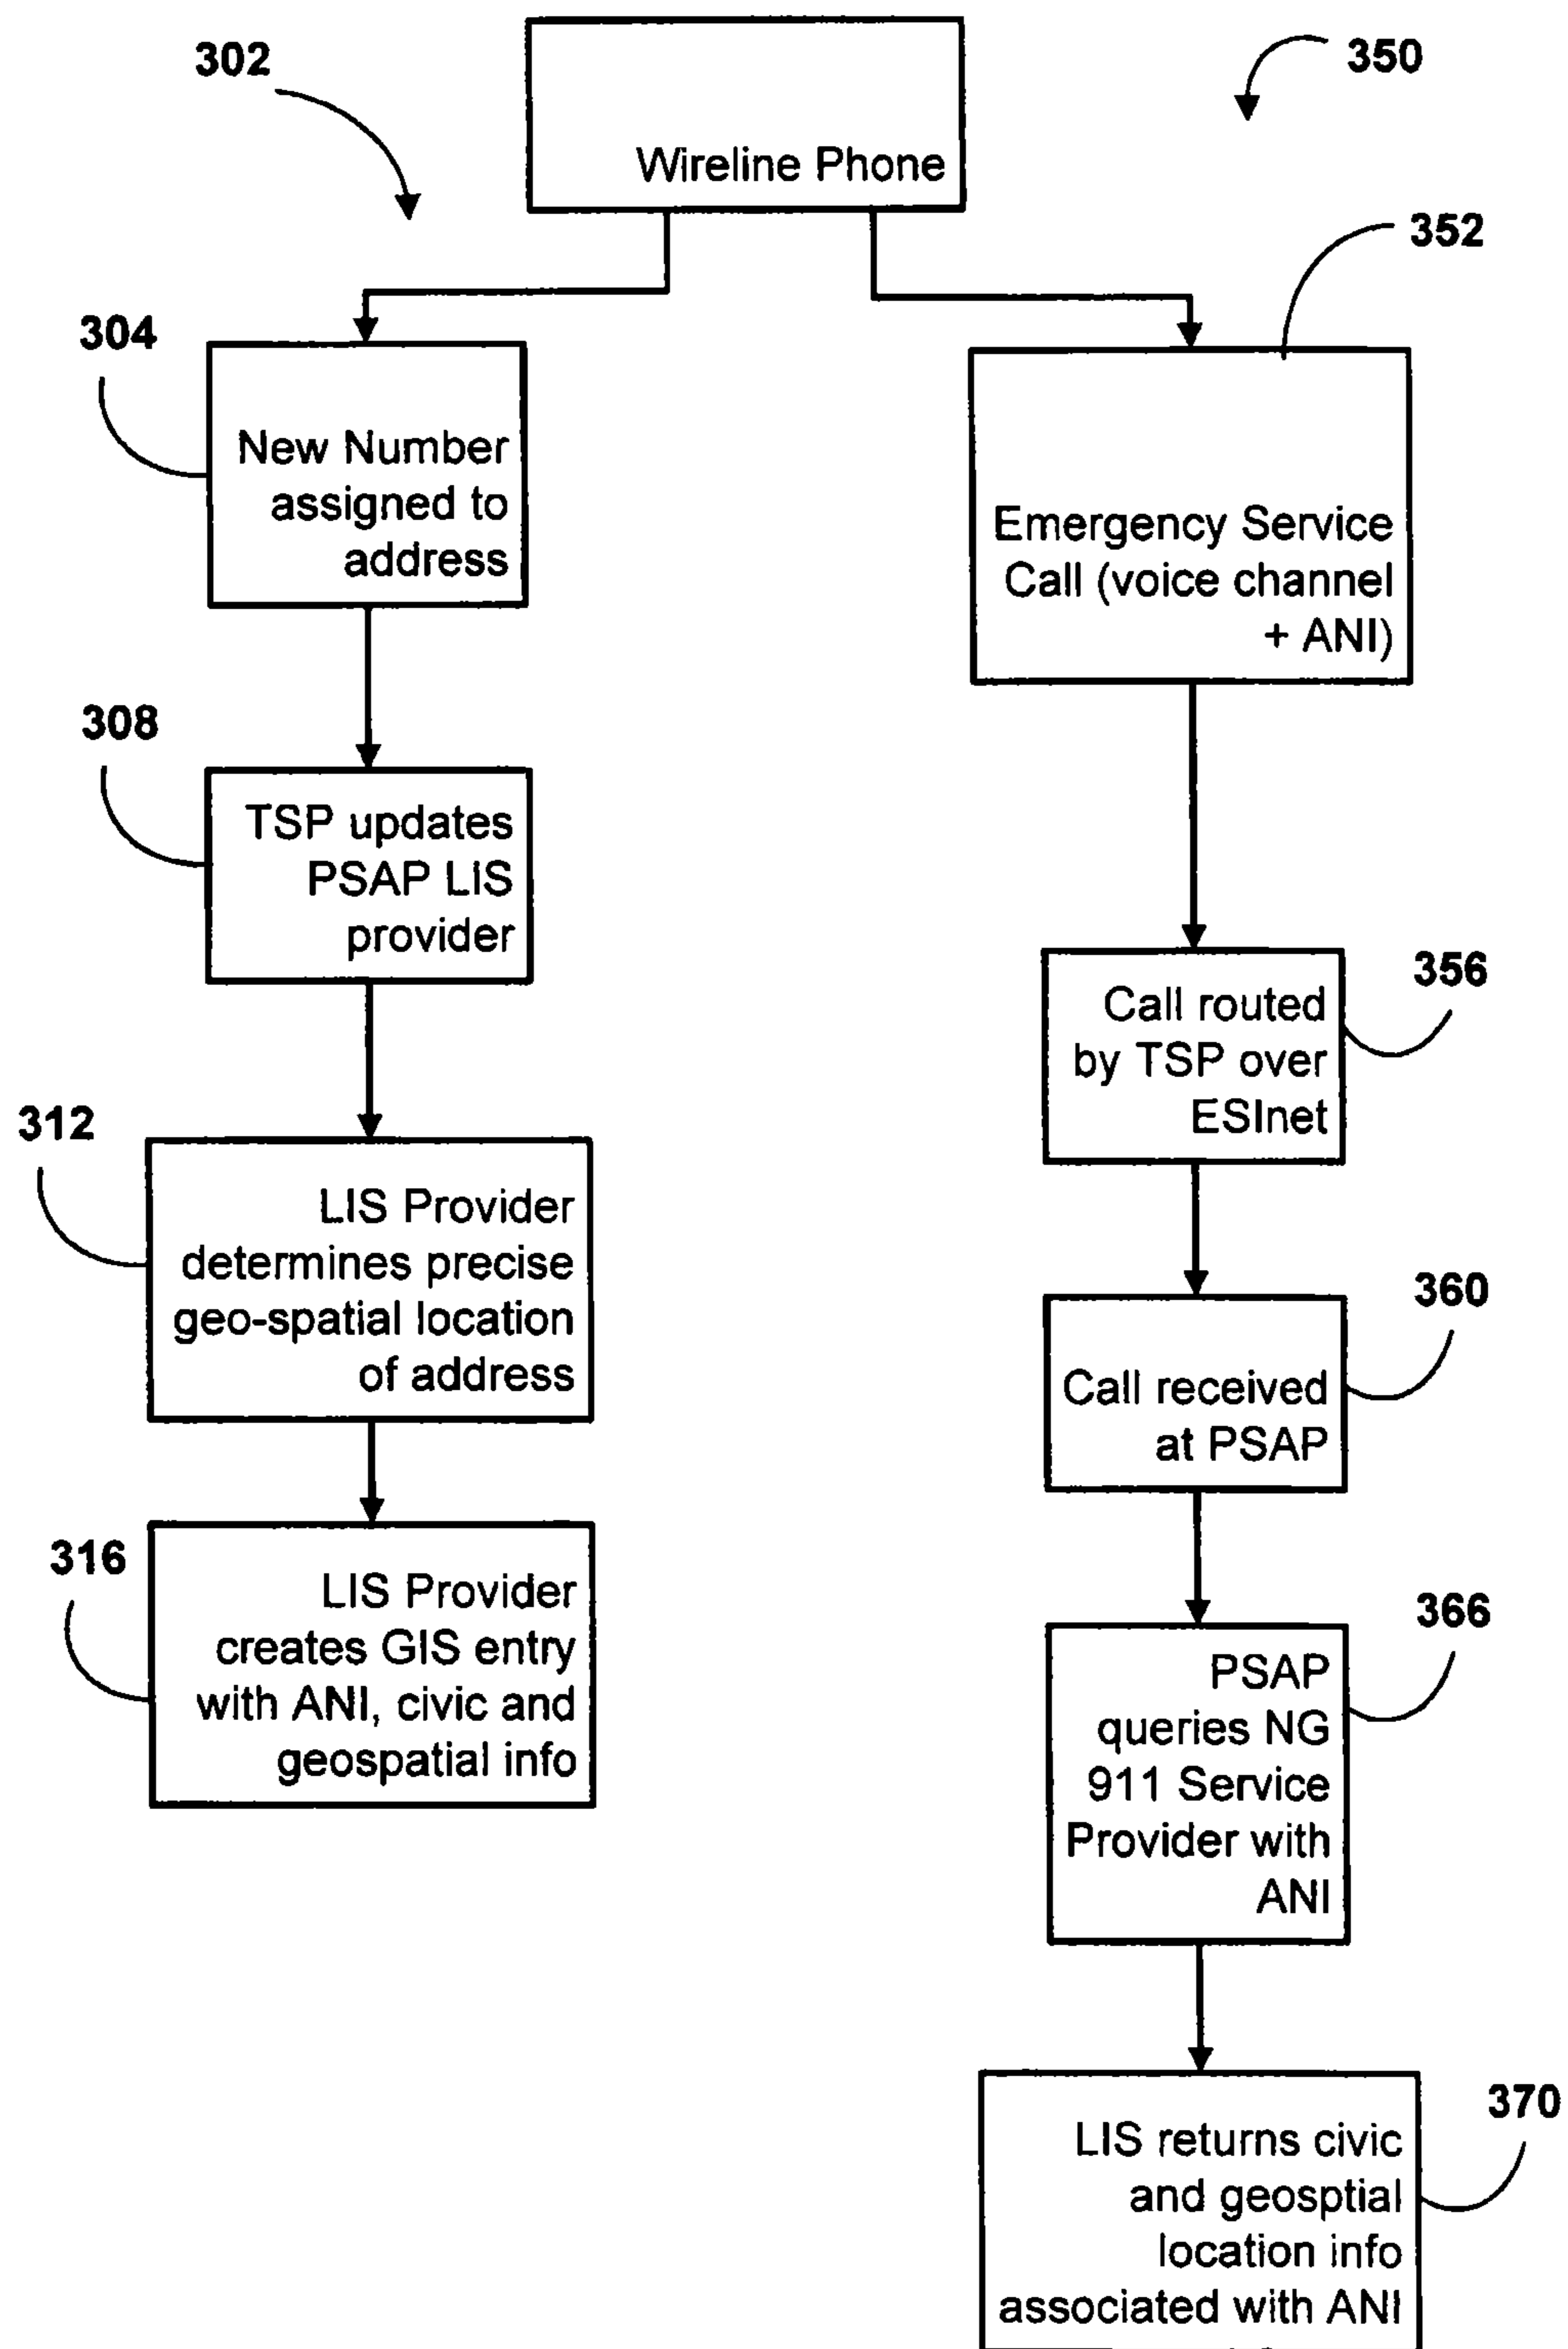 302
350
Wireline Phone
352
304
New Number
assigned to
address
Emergency Service
Call (voice channel
+ ANI)
308
TSP updates
PSAP LIS
provider
356
Call routed
by TSP over
ESInet
312
LIS Provider
determines precise
geo-spatial location
of address
360
Call received
at PSAP
316
LIS Provider
creates GIS entry
with ANI, civic and
geospatial info
366
PSAP
queries NG
911 Service
Provider with
ANI
370
LIS returns civic
and geosptial
location info
associated with ANI